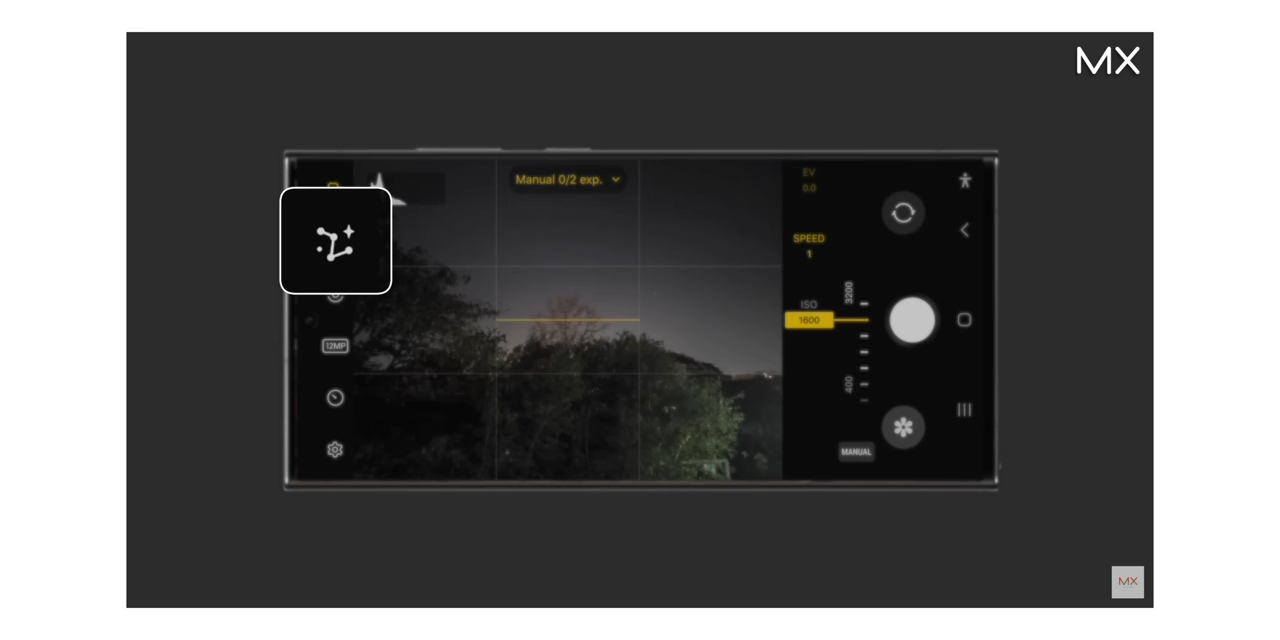 MX
Manual 0/2 exp.
EV
0.0
SPEED
1
ISO
1600
3200
400
12MP
MANUAL
MX